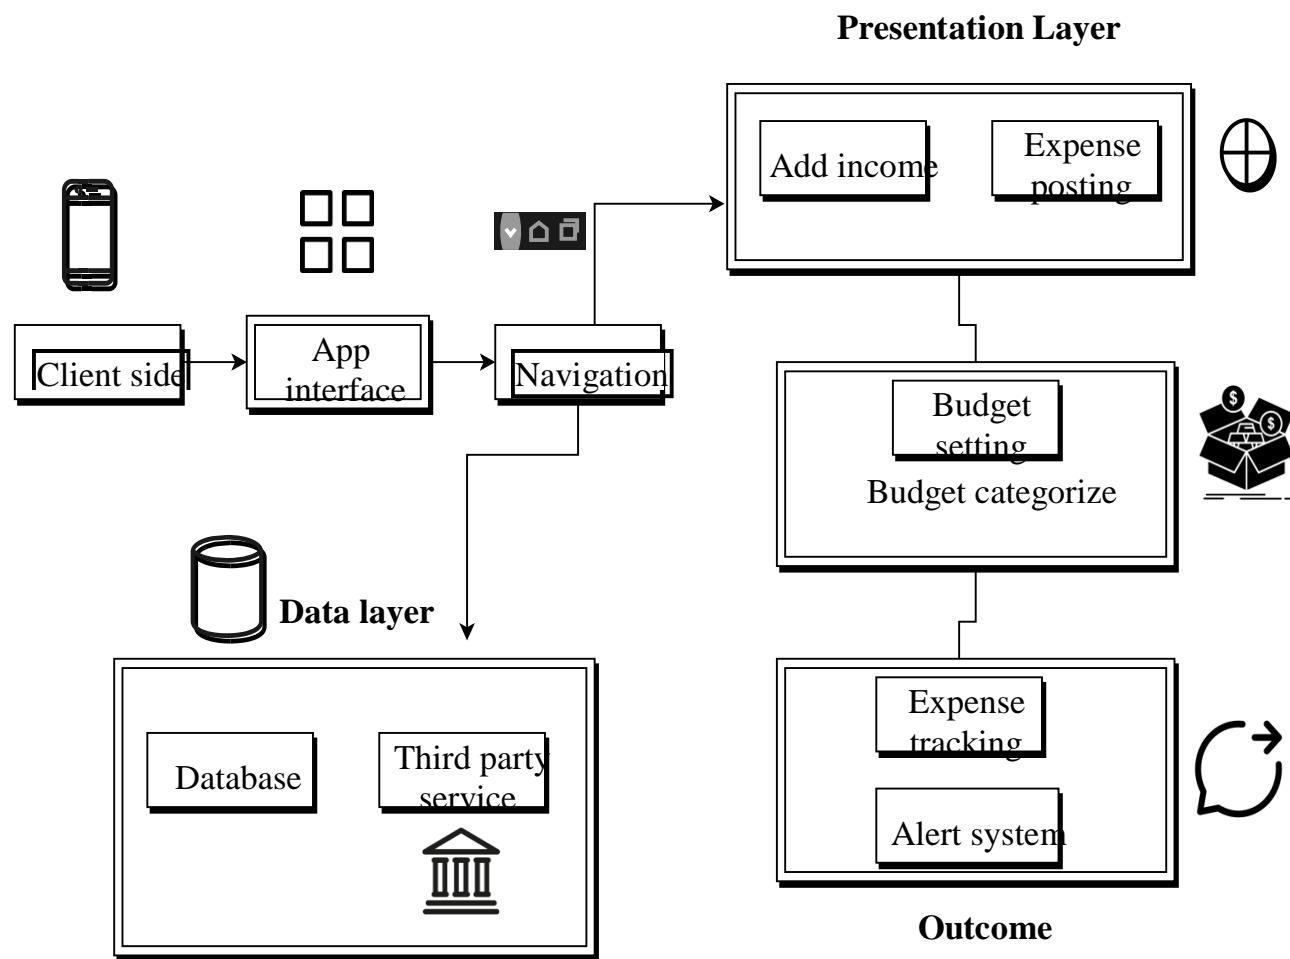 Presentation Layer
Add income
Expense
posting
Client side
App
interface
Navigation
Budget
setting
Budget categorize
Data layer
Database
Third party
service
Expense
tracking
Alert system
Outcome
$
$